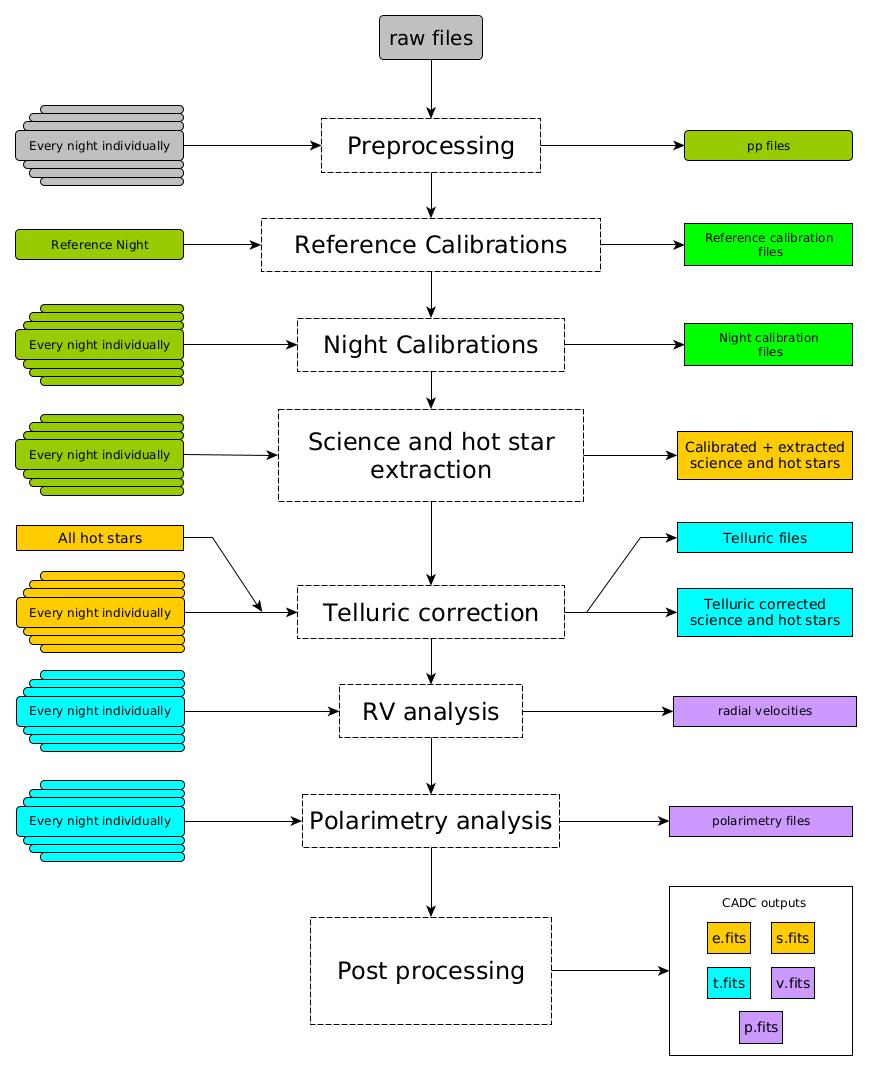 raw files
Every night individually
Preprocessing
pp files
Reference Night
Reference Calibrations
Reference calibration
files
Every night individually
Night Calibrations
Night calibration
files
Every night individually
Science and hot star
extraction
Calibrated + extracted
science and hot stars
All hot stars
Telluric files
Every night individually
Telluric correction
Telluric corrected
science and hot stars
Every night individually
RV analysis
radial velocities
Every night individually
Polarimetry analysis
polarimetry files
Post processing
CADC outputs
e.fits s.fits
t.fits v.fits
p.fits